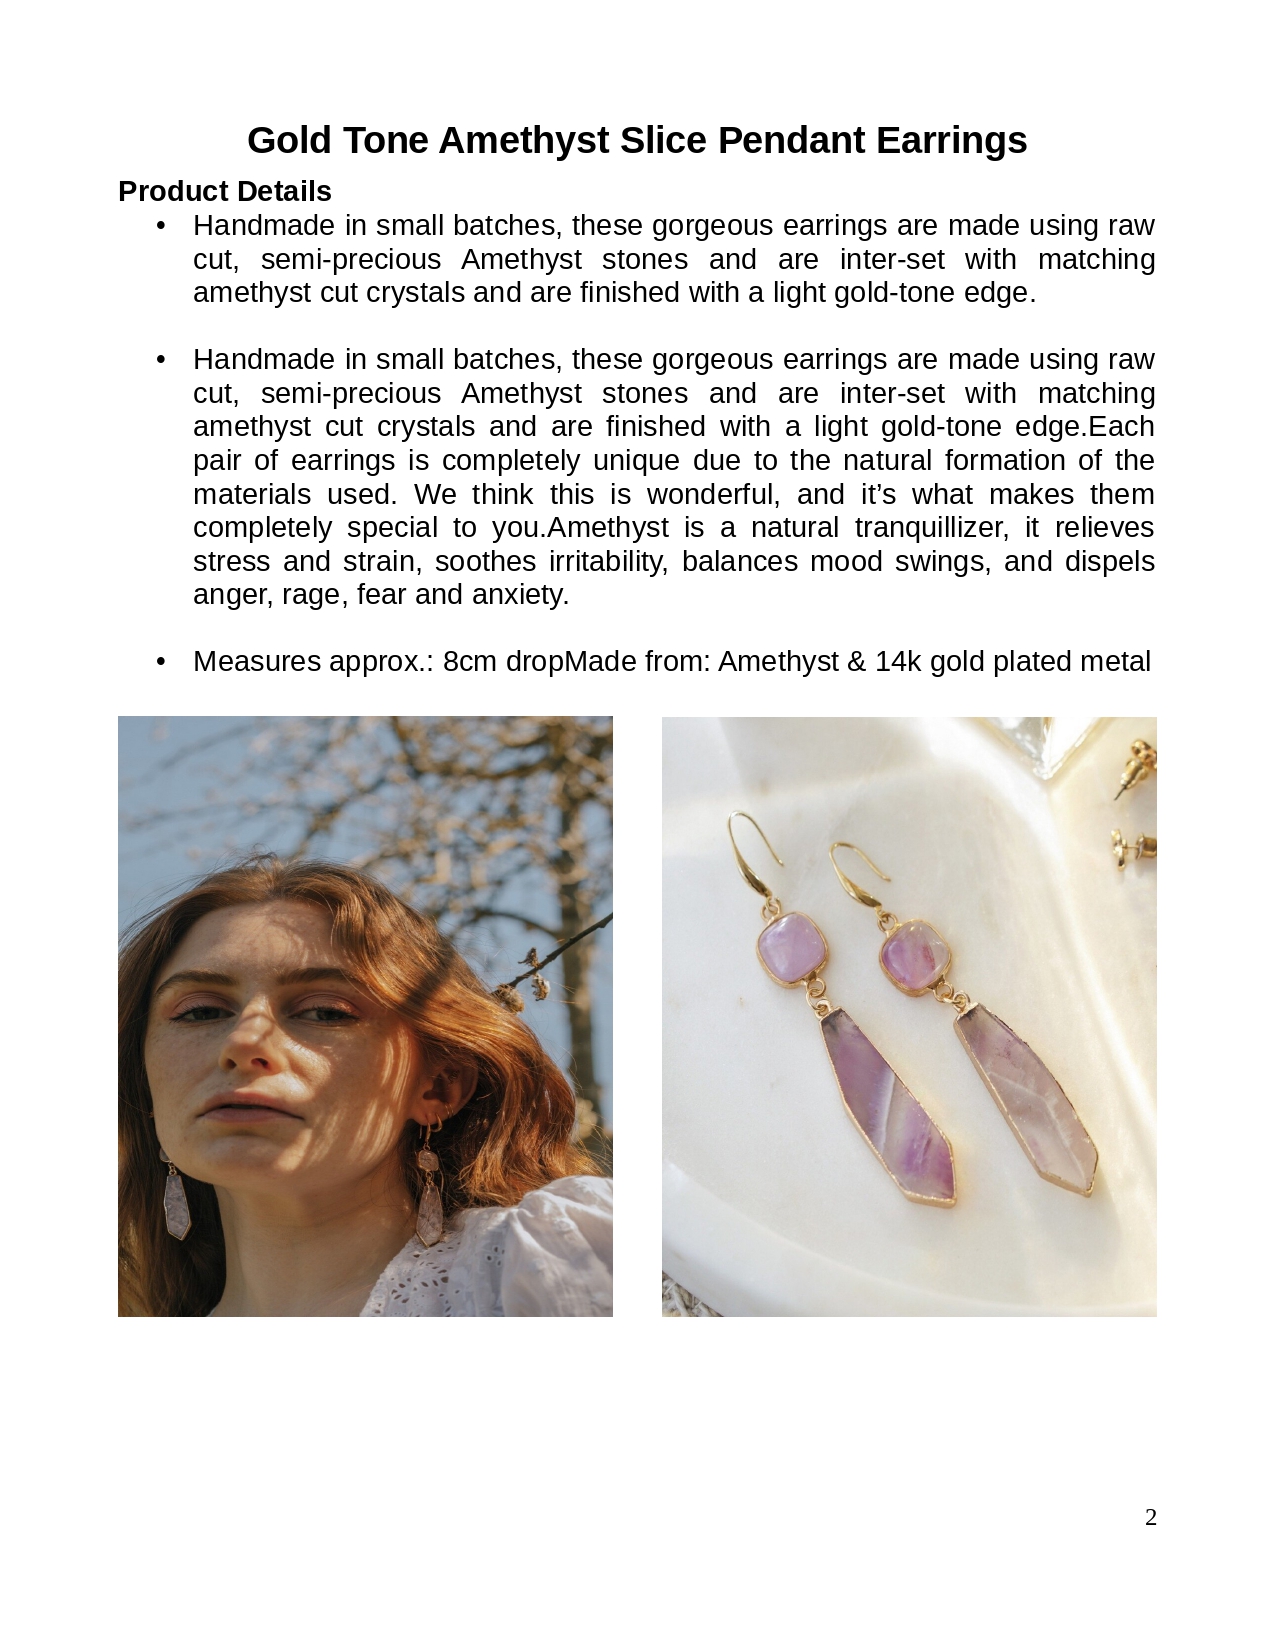 Gold Tone Amethyst Slice Pendant Earrings
Product Details
• Handmade in small batches, these gorgeous earrings are made using raw
cut, semi-precious Amethyst stones and are inter-set with matching
amethyst cut crystals and are finished with a light gold-tone edge.
• Handmade in small batches, these gorgeous earrings are made using raw
cut, semi-precious Amethyst stones and are inter-set with matching
amethyst cut crystals and are finished with a light gold-tone edge.Each
pair of earrings is completely unique due to the natural formation of the
materials used. We think this is wonderful, and it’s what makes them
completely special to you.Amethyst is a natural tranquillizer, it relieves
stress and strain, soothes irritability, balances mood swings, and dispels
anger, rage, fear and anxiety.
• Measures approx.: 8cm dropMade from: Amethyst & 14k gold plated metal
2